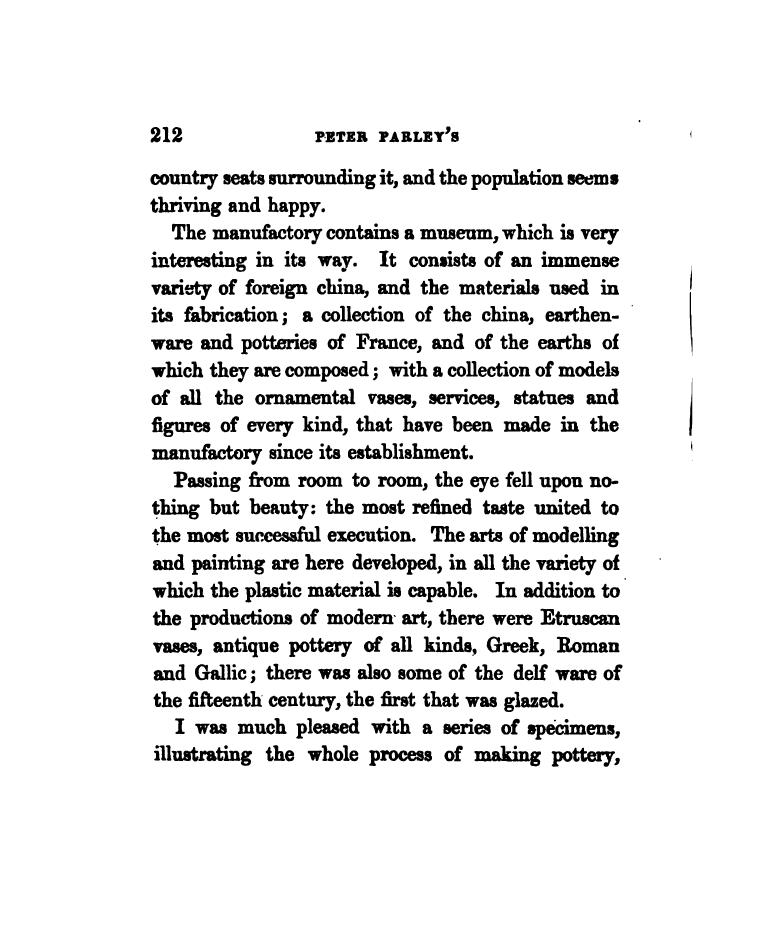 212 PETER PARLEY'S
country seats surrounding it, and the population seems
thriving and happy.
The manufactory contains a museum, which is very
interesting in its way. It consists of an immense
variety of foreign china, and the materials used in
its fabrication; a collection of the china, earthen-
ware and potteries of France, and of the earths of
which they are composed; with a collection of models
of all the ornamental vases, services, statues and
figures of every kind, that have been made in the
manufactory since its establishment.
Passing from room to room, the eye fell upon no-
thing but beauty: the most refined taste united to
the most successful execution. The arts of modelling
and painting are here developed, in all the variety of
which the plastic material is capable. In addition to
the productions of modern art, there were Etruscan
vases, antique pottery of all kinds, Greek, Roman
and Gallic; there was also some of the delf ware of
the fifteenth century, the first that was glazed.
I was much pleased with a series of specimens,
illustrating the whole process of making pottery,